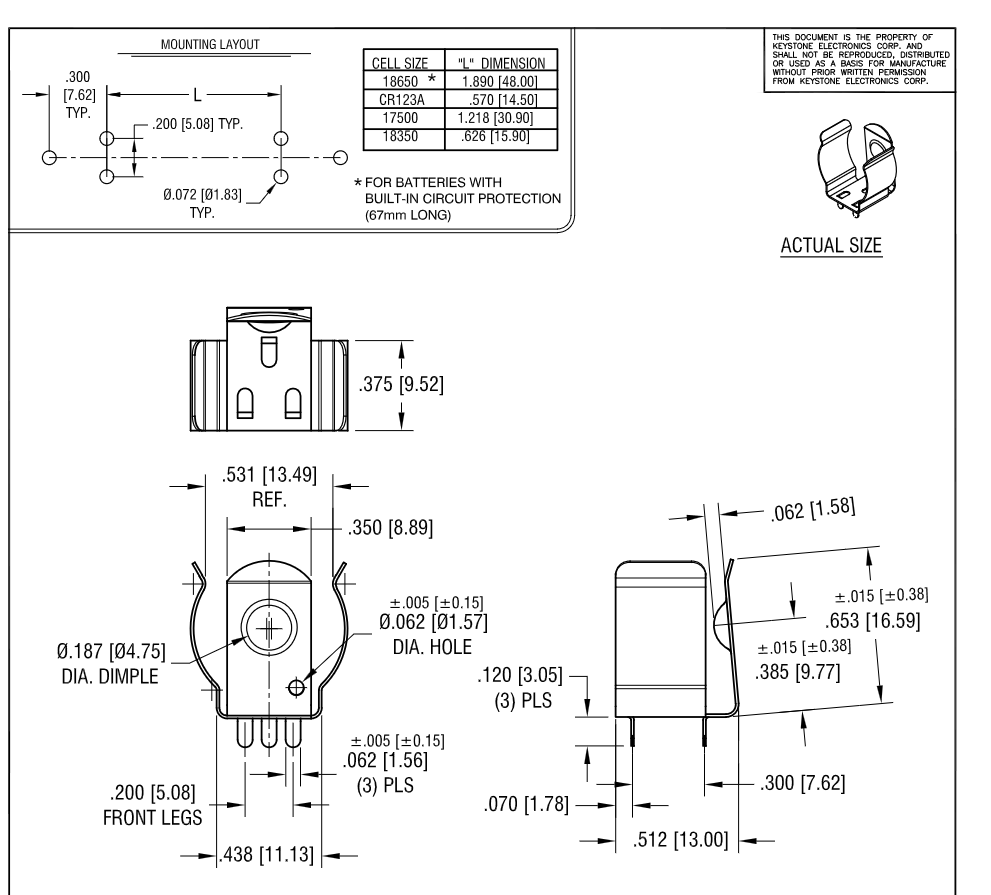 MOUNTING LAYOUT
.300
[7.62]
TYP.
L
.200 [5.08] TYP.
Ø.072 [Ø1.83]
TYP.
CELL SIZE "L" DIMENSION
18650 * 1.890 [48.00]
CR123A .570 [14.50]
17500 1.218 [30.90]
18350 .626 [15.90]
* FOR BATTERIES WITH
BUILT-IN CIRCUIT PROTECTION
(67mm LONG)
THIS DOCUMENT IS THE PROPERTY OF
KEYSTONE ELECTRONICS CORP. AND
SHALL NOT BE REPRODUCED, DISTRIBUTED
OR USED AS A BASIS FOR MANUFACTURE
WITHOUT PRIOR WRITTEN PERMISSION
FROM KEYSTONE ELECTRONICS CORP.
ACTUAL SIZE
.375 [9.52]
.531 [13.49]
REF.
.350 [8.89]
±.005 [±0.15]
Ø.062 [Ø1.57]
DIA. HOLE
Ø.187 [Ø4.75]
DIA. DIMPLE
±.005 [±0.15]
.062 [1.56]
(3) PLS
.200 [5.08]
FRONT LEGS
.438 [11.13]
.062 [1.58]
±.015 [±0.38]
.653 [16.59]
±.015 [±0.38]
.385 [9.77]
.120 [3.05]
(3) PLS
.300 [7.62]
.070 [1.78]
.512 [13.00]